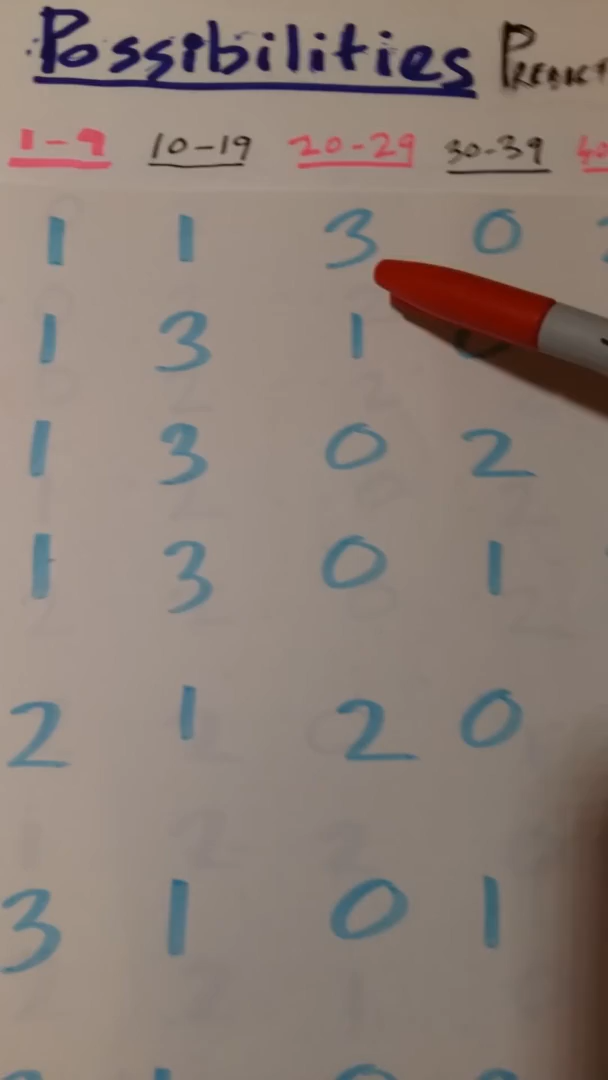 Possibilities
1-9 10-19 20-29 30-39
1 1 3 0
1 3 1
1 3 0 2
1 3 0 1
2 1 2 0
3 1 0 1